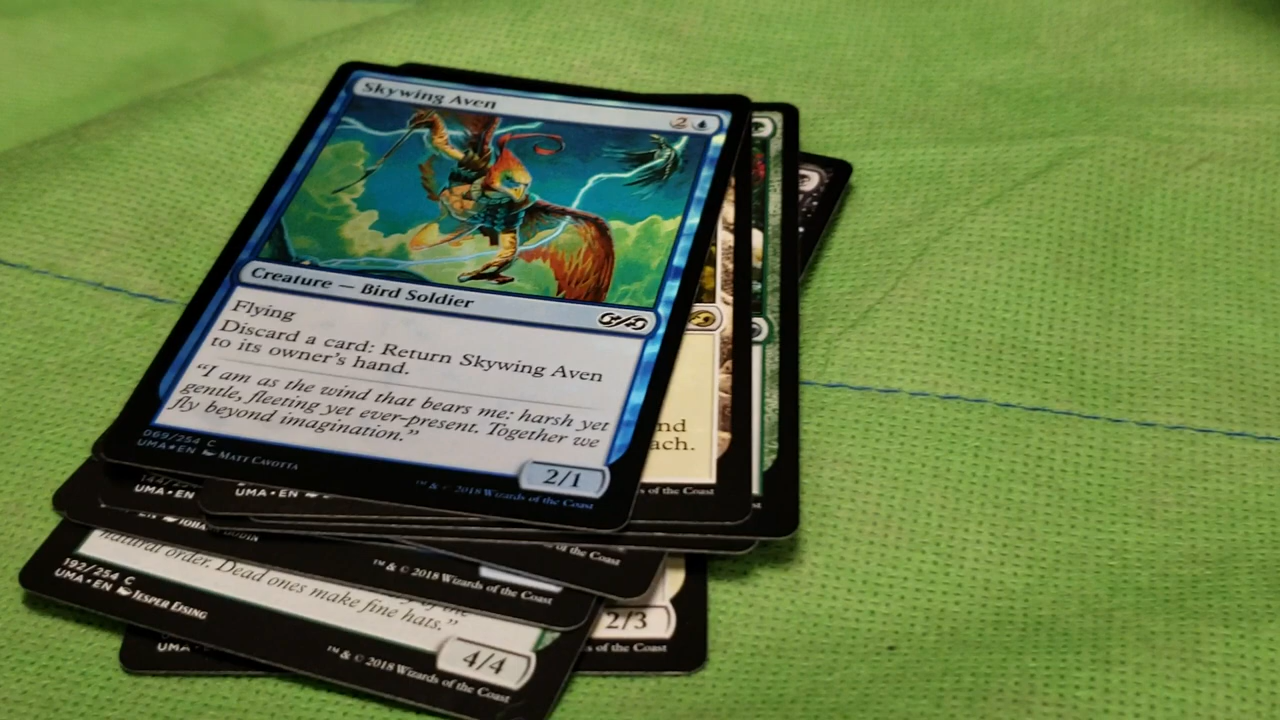 Skywing Aven
2
Creature — Bird Soldier
Flying
Discard a card: Return Skywing Aven
to its owner's hand.
"I am as the wind that bears me: harsh yet
gentle, fleeting yet ever-present. Together we
fly beyond imagination."
069/254 C
UMA★EN MATT CAVOTTA
2/1
™ & © 2018 Wizards of the Coast
nd
ach.
s of the Coast
UMA•EN
UMA•EN
of the Coast
EN
™ & © 2018 Wizards of the Coast
natural order. Dead ones make fine hats."
192/254 C
UMA•EN JESPER EJSING
4/4
™ & © 2018 Wizards of the Coast
2/3
s of the Coast
UMA